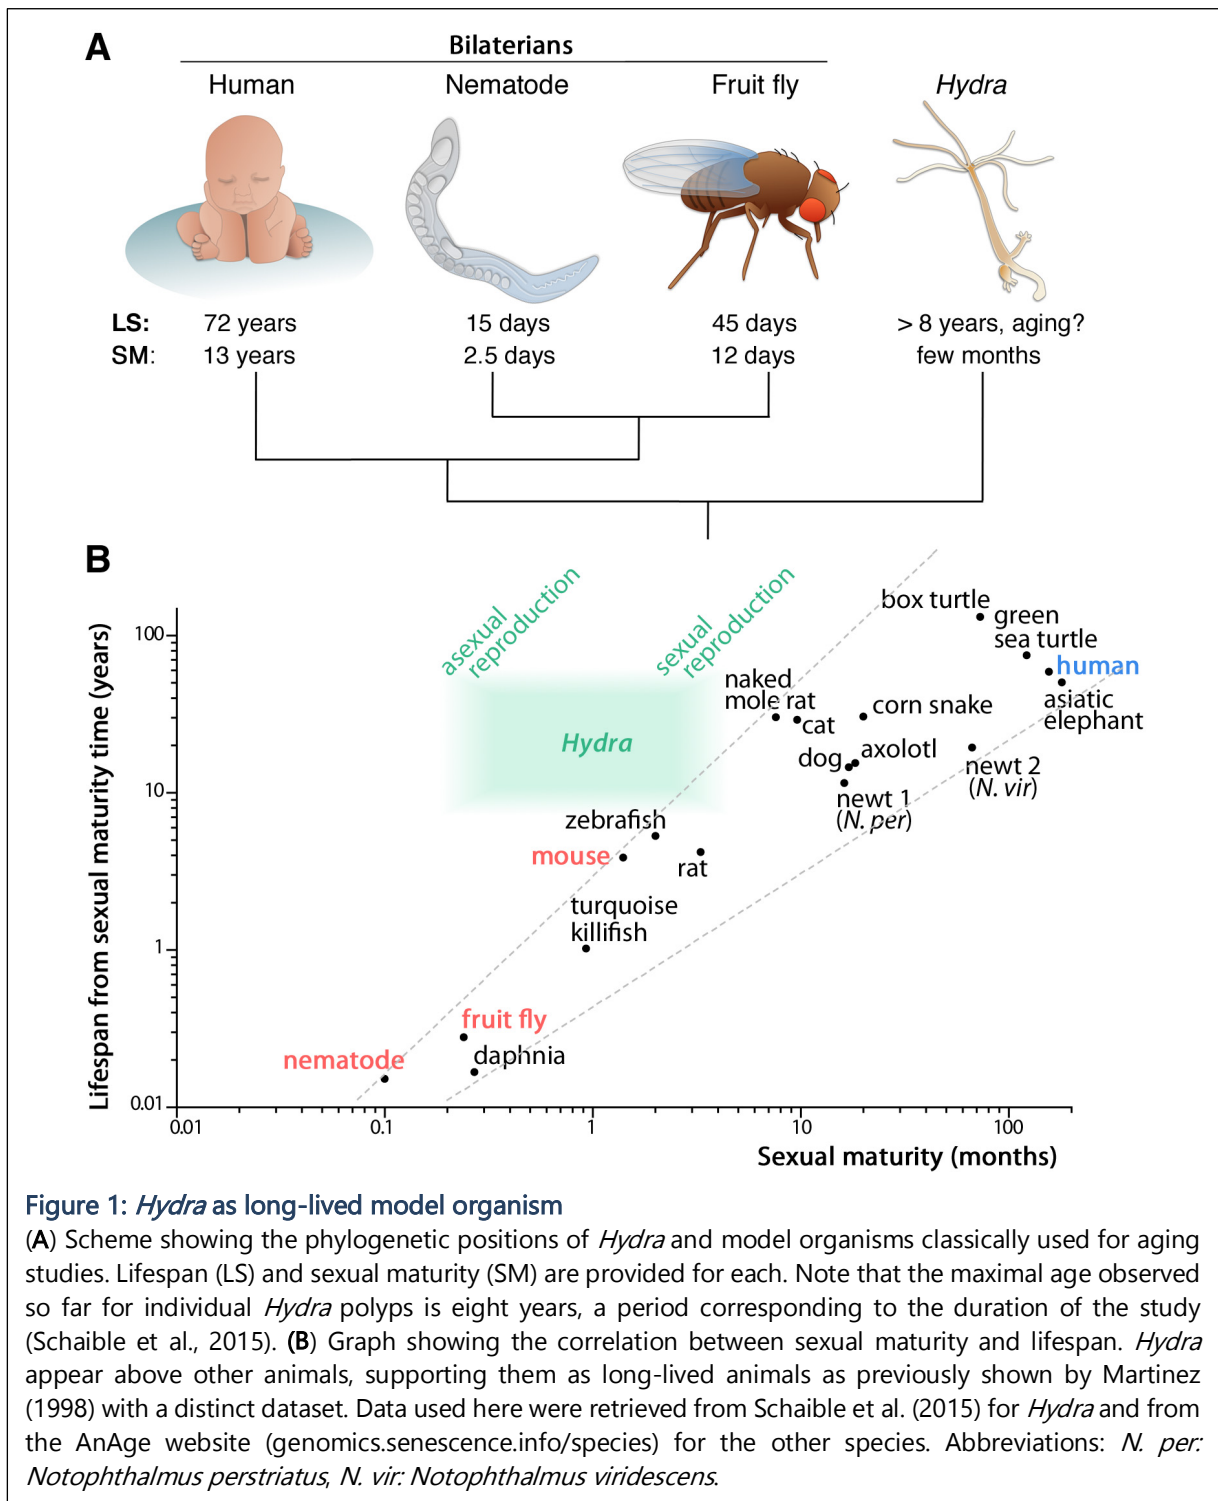 A
Bilaterians
Human Nematode Fruit fly Hydra
LS: 72 years 15 days 45 days > 8 years, aging?
SM: 13 years 2.5 days 12 days few months
B
asexual
reproduction
sexual
reproduction
Lifespan from sexual maturity time (years)
100
10
1
0.01
0.01 0.1 1 10 100
Sexual maturity (months)
box turtle
green
sea turtle
human
asiatic
elephant
naked
mole rat
cat
corn snake
Hydra
dog
axolotl
newt 2
(N. vir)
newt 1
(N. per)
zebrafish
mouse
rat
turquoise
killifish
fruit fly
daphnia
nematode
Figure 1: Hydra as long-lived model organism
(A) Scheme showing the phylogenetic positions of Hydra and model organisms classically used for aging
studies. Lifespan (LS) and sexual maturity (SM) are provided for each. Note that the maximal age observed
so far for individual Hydra polyps is eight years, a period corresponding to the duration of the study
(Schaible et al., 2015). (B) Graph showing the correlation between sexual maturity and lifespan. Hydra
appear above other animals, supporting them as long-lived animals as previously shown by Martinez
(1998) with a distinct dataset. Data used here were retrieved from Schaible et al. (2015) for Hydra and from
the AnAge website (genomics.senescence.info/species) for the other species. Abbreviations: N. per:
Notophthalmus perstriatus, N. vir: Notophthalmus viridescens.